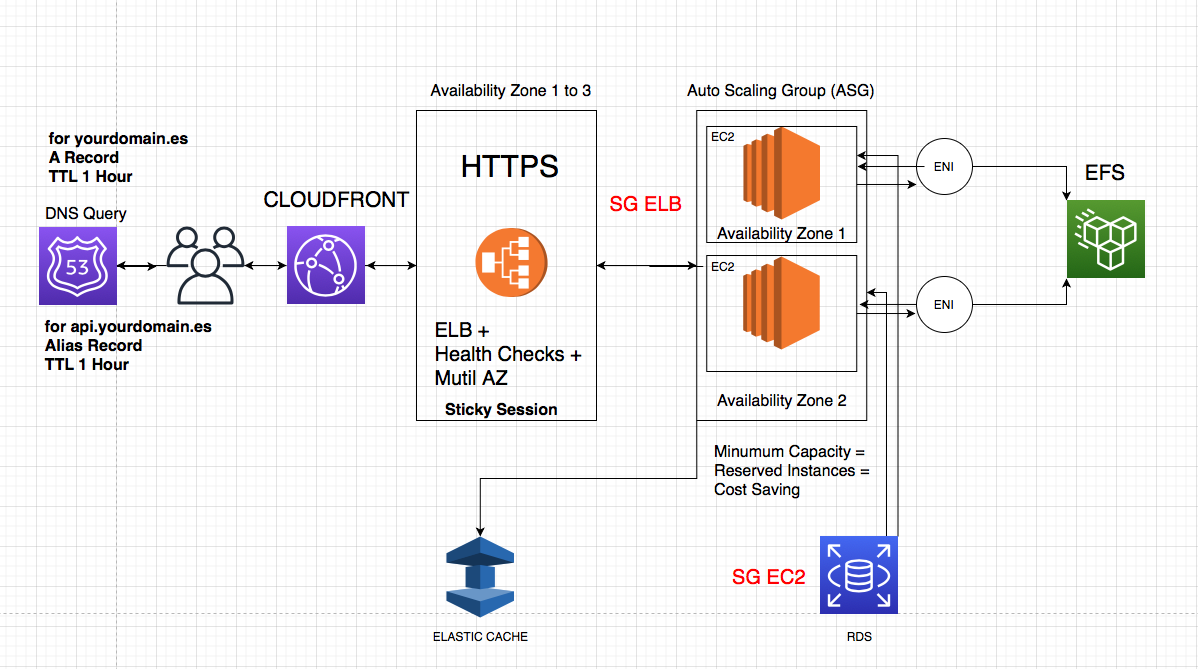 Availability Zone 1 to 3
Auto Scaling Group (ASG)
for yourdomain.es
A Record
TTL 1 Hour
DNS Query
53
for api.yourdomain.es
Alias Record
TTL 1 Hour
CLOUDFRONT
HTTPS
ELB +
Health Checks +
Mutil AZ
Sticky Session
SG ELB
EC2
Availability Zone 1
EC2
Availability Zone 2
ENI
ENI
EFS
Minumum Capacity =
Reserved Instances =
Cost Saving
SG EC2
ELASTIC CACHE
RDS